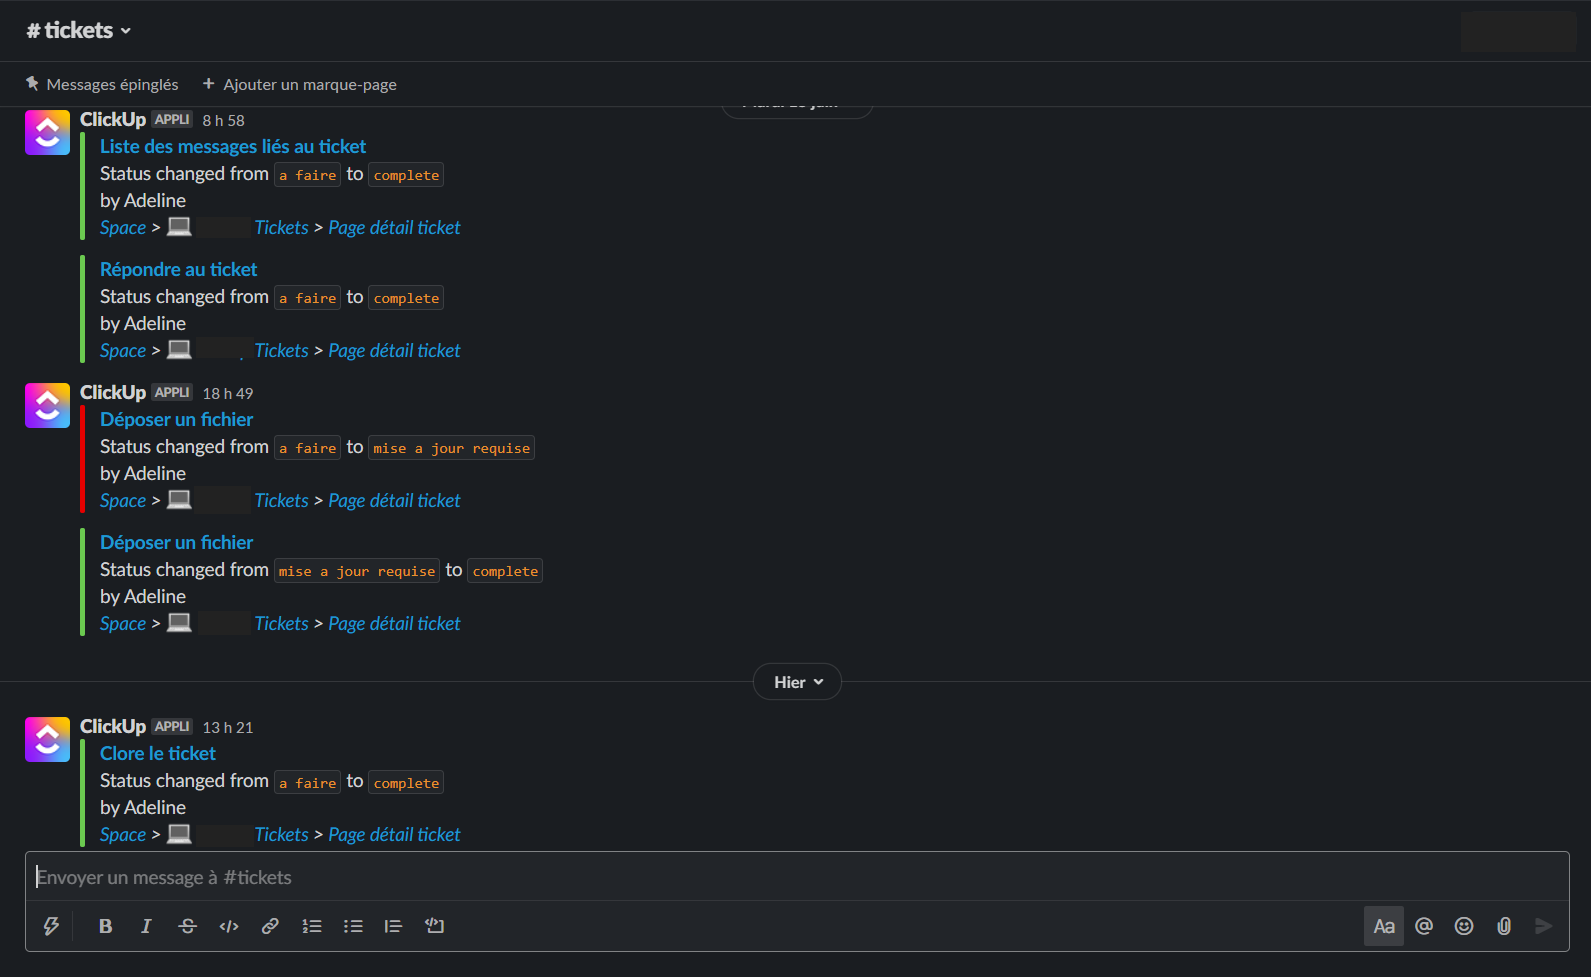 # tickets
Messages épinglés + Ajouter un marque-page
ClickUp APPLI 8 h 58
Liste des messages liés au ticket
Status changed from a faire to complete
by Adeline
Space > Tickets > Page détail ticket
Répondre au ticket
Status changed from a faire to complete
by Adeline
Space > Tickets > Page détail ticket
ClickUp APPLI 18 h 49
Déposer un fichier
Status changed from a faire to mise a jour requise
by Adeline
Space > Tickets > Page détail ticket
Déposer un fichier
Status changed from mise a jour requise to complete
by Adeline
Space > Tickets > Page détail ticket
Hier
ClickUp APPLI 13 h 21
Clore le ticket
Status changed from a faire to complete
by Adeline
Space > Tickets > Page détail ticket
Envoyer un message à #tickets
B I S </> Aa @